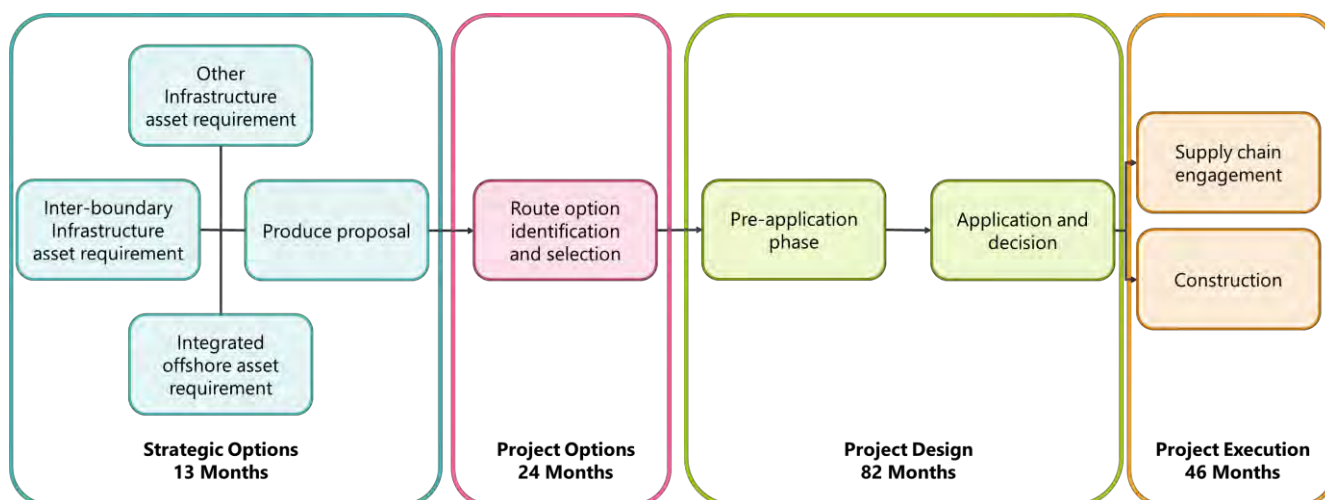 Other
Infrastructure
asset requirement
Inter-boundary
Infrastructure
asset requirement
Produce proposal
Integrated
offshore asset
requirement
Strategic Options
13 Months
Route option
identification
and selection
Project Options
24 Months
Pre-application
phase
Application and
decision
Project Design
82 Months
Supply chain
engagement
Construction
Project Execution
46 Months